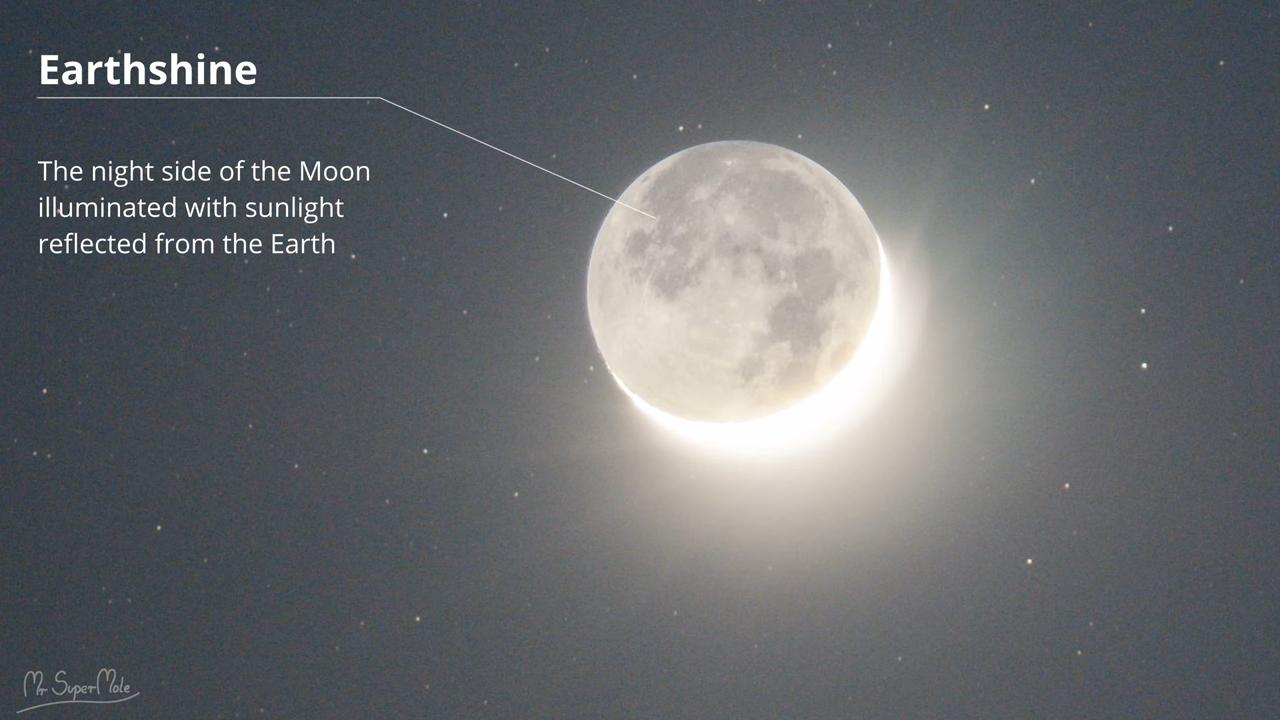 Earthshine
The night side of the Moon
illuminated with sunlight
reflected from the Earth
Mr SuperMole